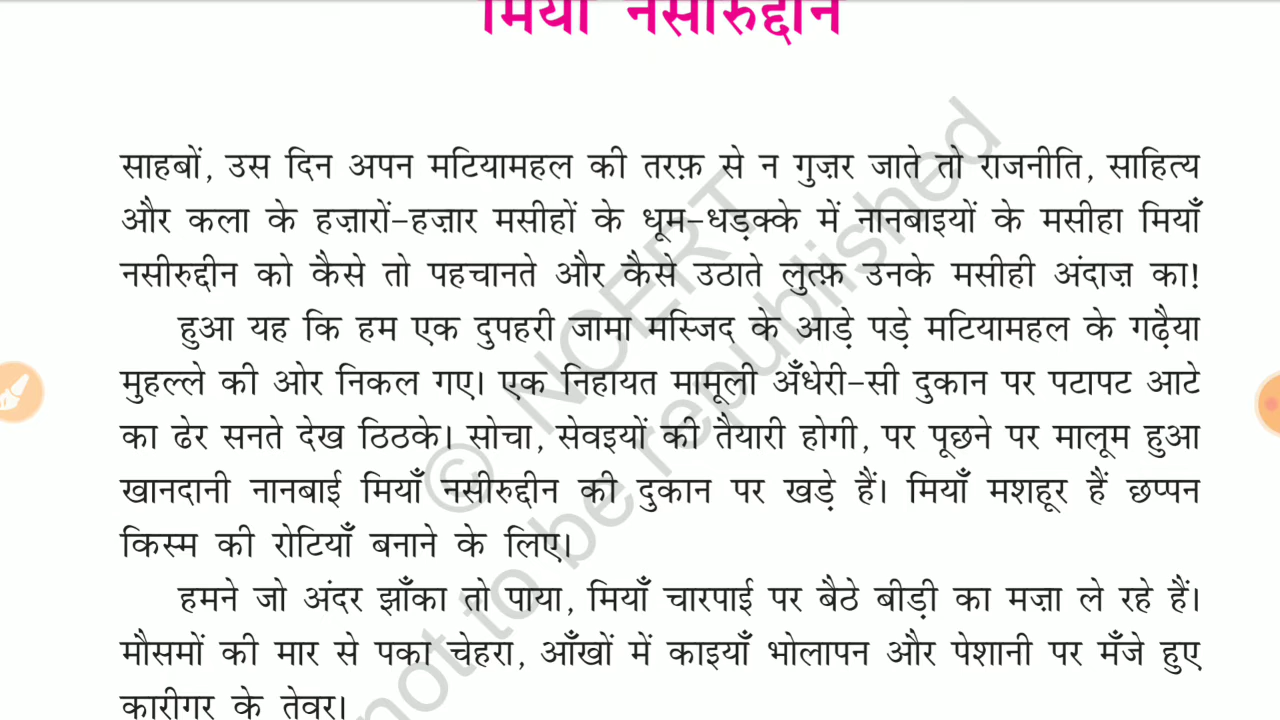 मियाँ नसीरुद्दीन
साहबों, उस दिन अपन मटियामहल की तरफ़ से न गुज़र जाते तो राजनीति, साहित्य
और कला के हज़ारों-हज़ार मसीहों के धूम-धड़क्के में नानबाइयों के मसीहा मियाँ
नसीरुद्दीन को कैसे तो पहचानते और कैसे उठाते लुत्फ़ उनके मसीही अंदाज़ का!
हुआ यह कि हम एक दुपहरी जामा मस्जिद के आड़े पड़े मटियामहल के गढ़ैया
मुहल्ले की ओर निकल गए। एक निहायत मामूली अँधेरी-सी दुकान पर पटापट आटे
का ढेर सनते देख ठिठके। सोचा, सेवइयों की तैयारी होगी, पर पूछने पर मालूम हुआ
खानदानी नानबाई मियाँ नसीरुद्दीन की दुकान पर खड़े हैं। मियाँ मशहूर हैं छप्पन
किस्म की रोटियाँ बनाने के लिए।
हमने जो अंदर झाँका तो पाया, मियाँ चारपाई पर बैठे बीड़ी का मज़ा ले रहे हैं।
मौसमों की मार से पका चेहरा, आँखों में काइयाँ भोलापन और पेशानी पर मँजे हुए
कारीगर के तेवर।
© NCERT
not to be republished